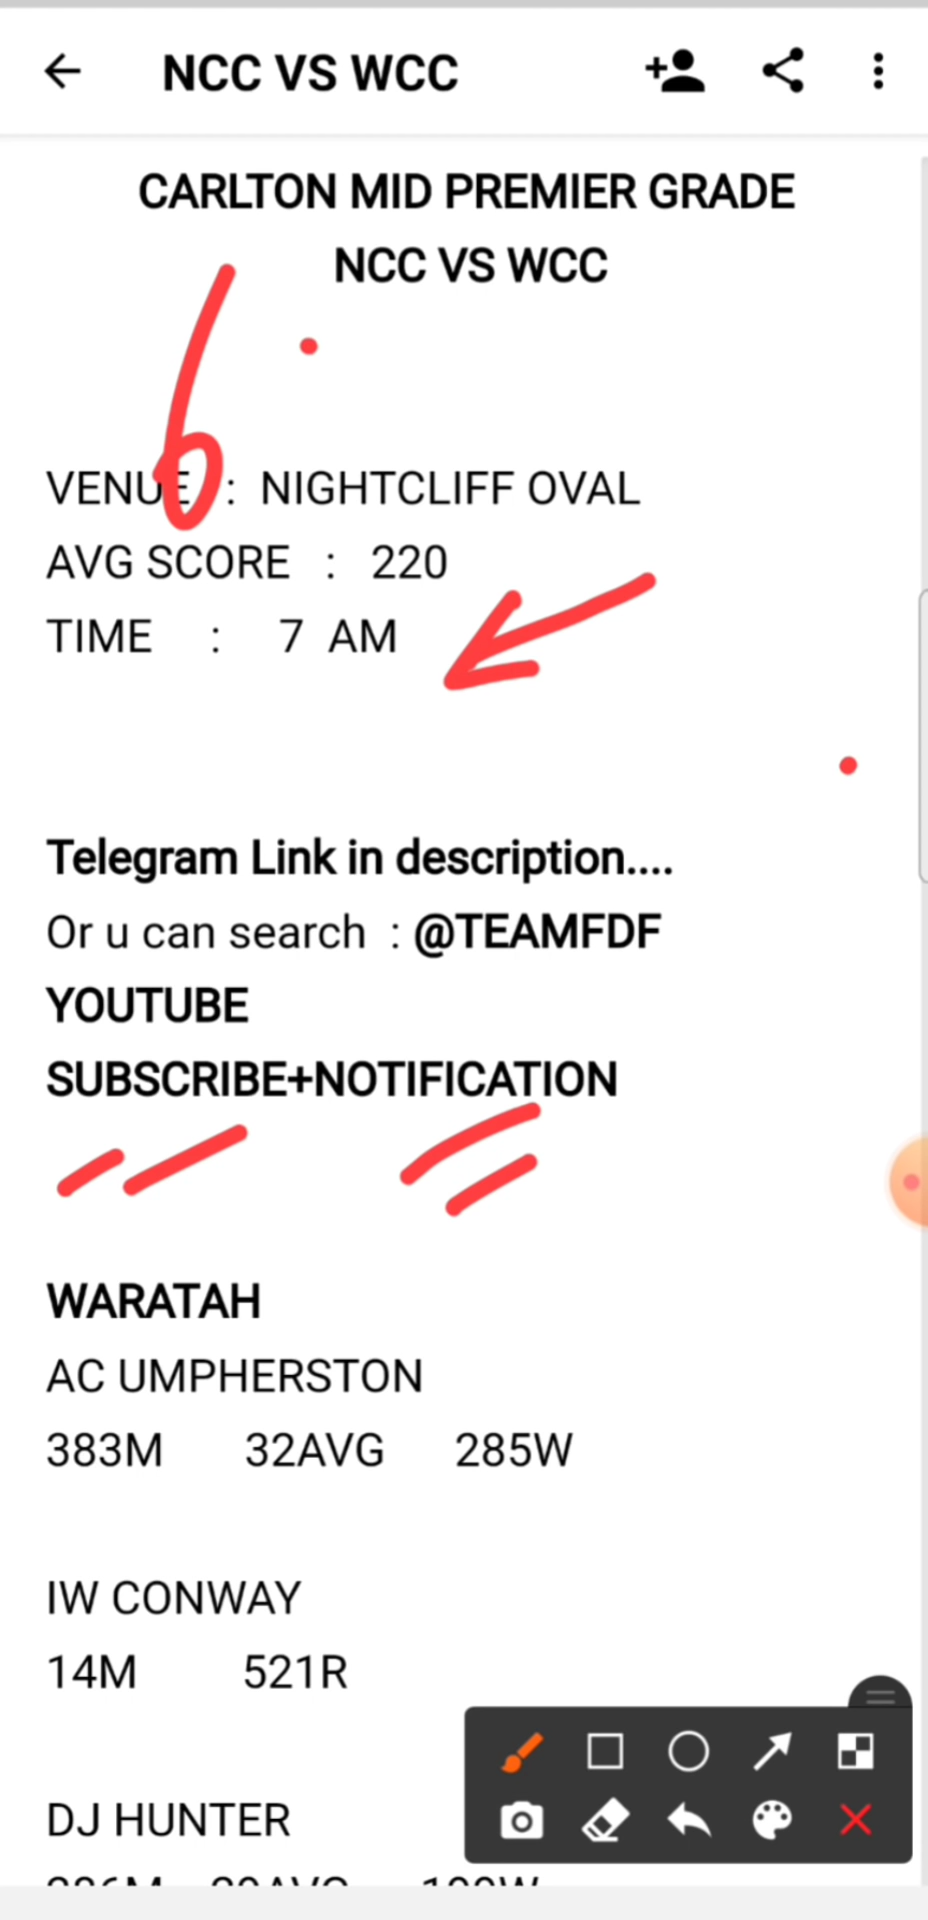 NCC VS WCC
CARLTON MID PREMIER GRADE
NCC VS WCC
6
VENUE : NIGHTCLIFF OVAL
AVG SCORE : 220
TIME : 7 AM
Telegram Link in description....
Or u can search : @TEAMFDF
YOUTUBE
SUBSCRIBE+NOTIFICATION
WARATAH
AC UMPHERSTON
383M 32AVG 285W
IW CONWAY
14M 521R
DJ HUNTER